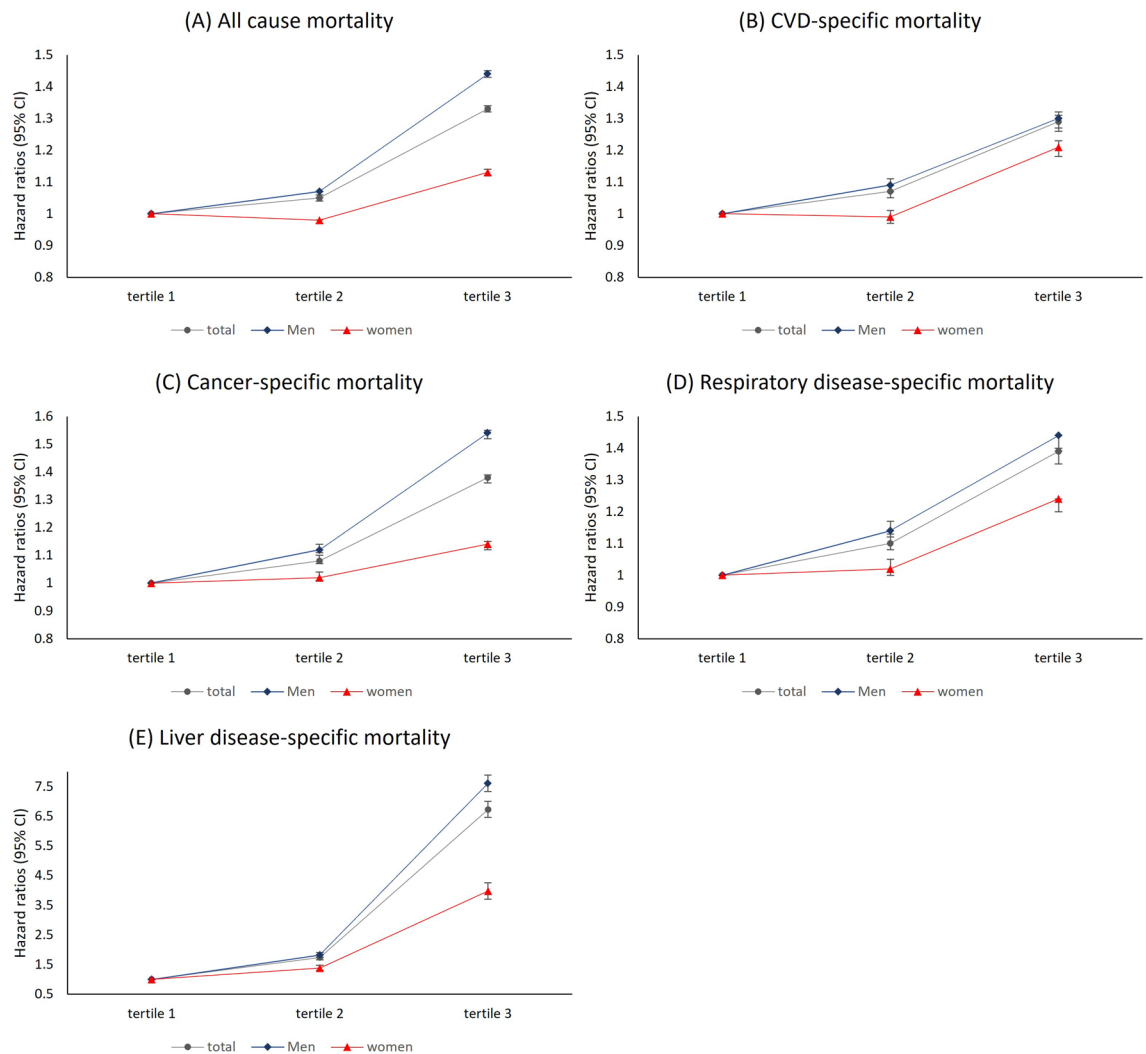 (A) All cause mortality
Hazard ratios (95% CI)
1.5
1.4
1.3
1.2
1.1
1
0.9
0.8
tertile 1 tertile 2 tertile 3
total Men women
(B) CVD-specific mortality
Hazard ratios (95% CI)
1.5
1.4
1.3
1.2
1.1
1
0.9
0.8
tertile 1 tertile 2 tertile 3
total Men women
(C) Cancer-specific mortality
Hazard ratios (95% CI)
1.6
1.5
1.4
1.3
1.2
1.1
1
0.9
0.8
tertile 1 tertile 2 tertile 3
total Men women
(D) Respiratory disease-specific mortality
Hazard ratios (95% CI)
1.5
1.4
1.3
1.2
1.1
1
0.9
0.8
tertile 1 tertile 2 tertile 3
total Men women
(E) Liver disease-specific mortality
Hazard ratios (95% CI)
7.5
6.5
5.5
4.5
3.5
2.5
1.5
0.5
tertile 1 tertile 2 tertile 3
total Men women